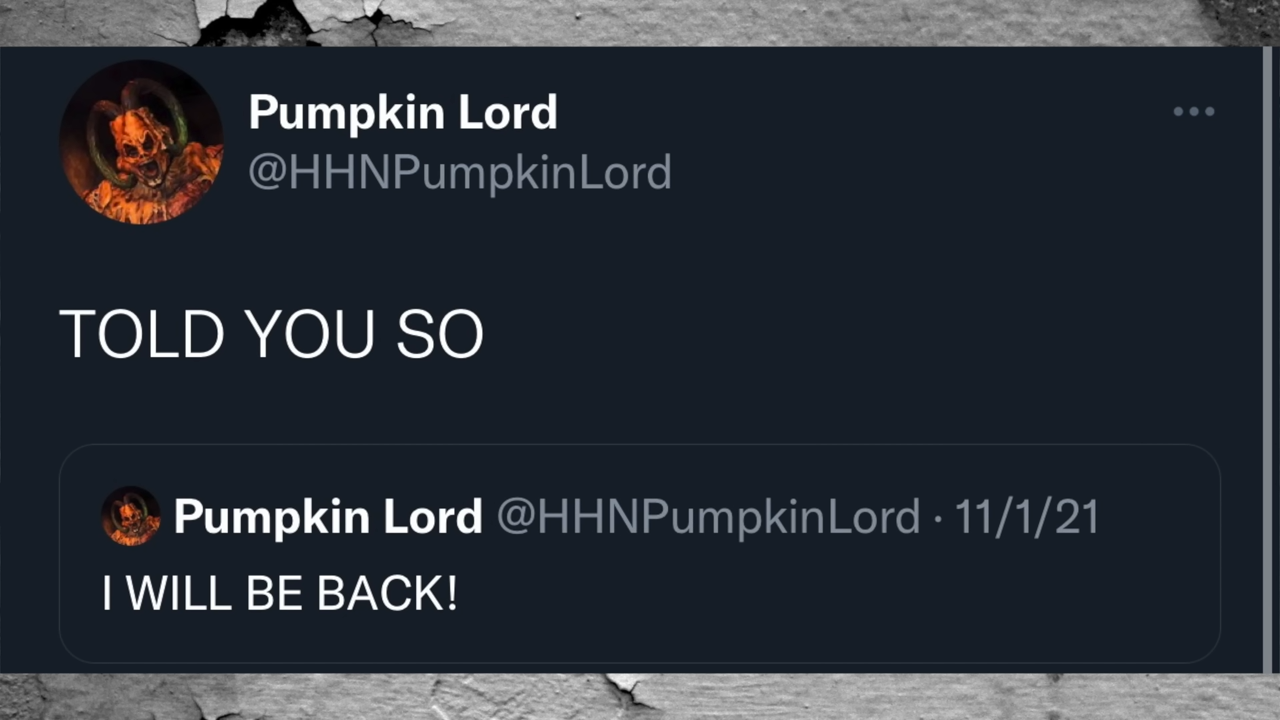 Pumpkin Lord
@HHNPumpkinLord
TOLD YOU SO
Pumpkin Lord @HHNPumpkinLord · 11/1/21
I WILL BE BACK!